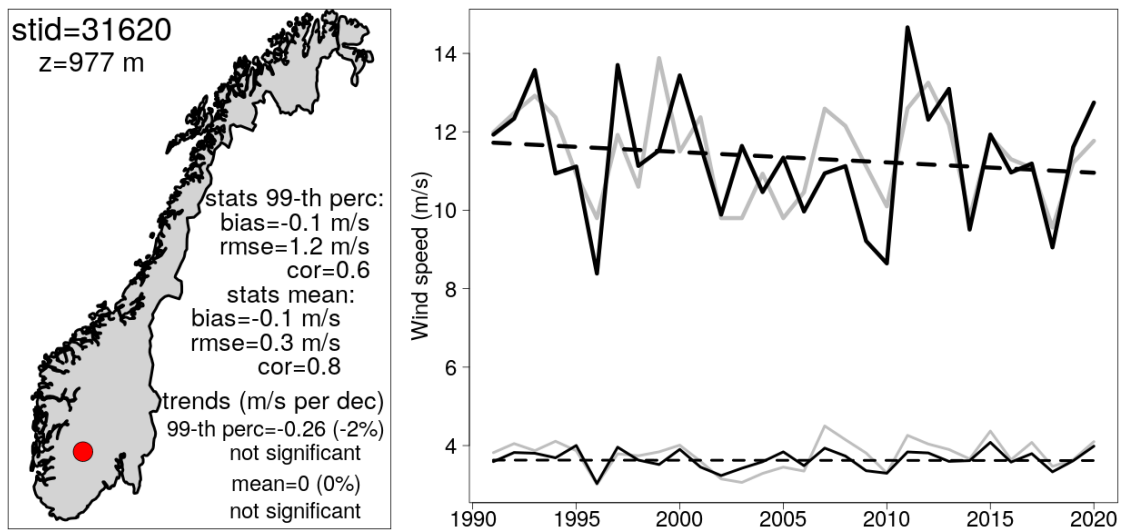 stid=31620
z=977 m
stats 99-th perc:
bias=-0.1 m/s
rmse=1.2 m/s
cor=0.6
stats mean:
bias=-0.1 m/s
rmse=0.3 m/s
cor=0.8
trends (m/s per dec)
99-th perc=-0.26 (-2%)
not significant
mean=0 (0%)
not significant
Wind speed (m/s)
14
12
10
8
6
4
1990 1995 2000 2005 2010 2015 2020